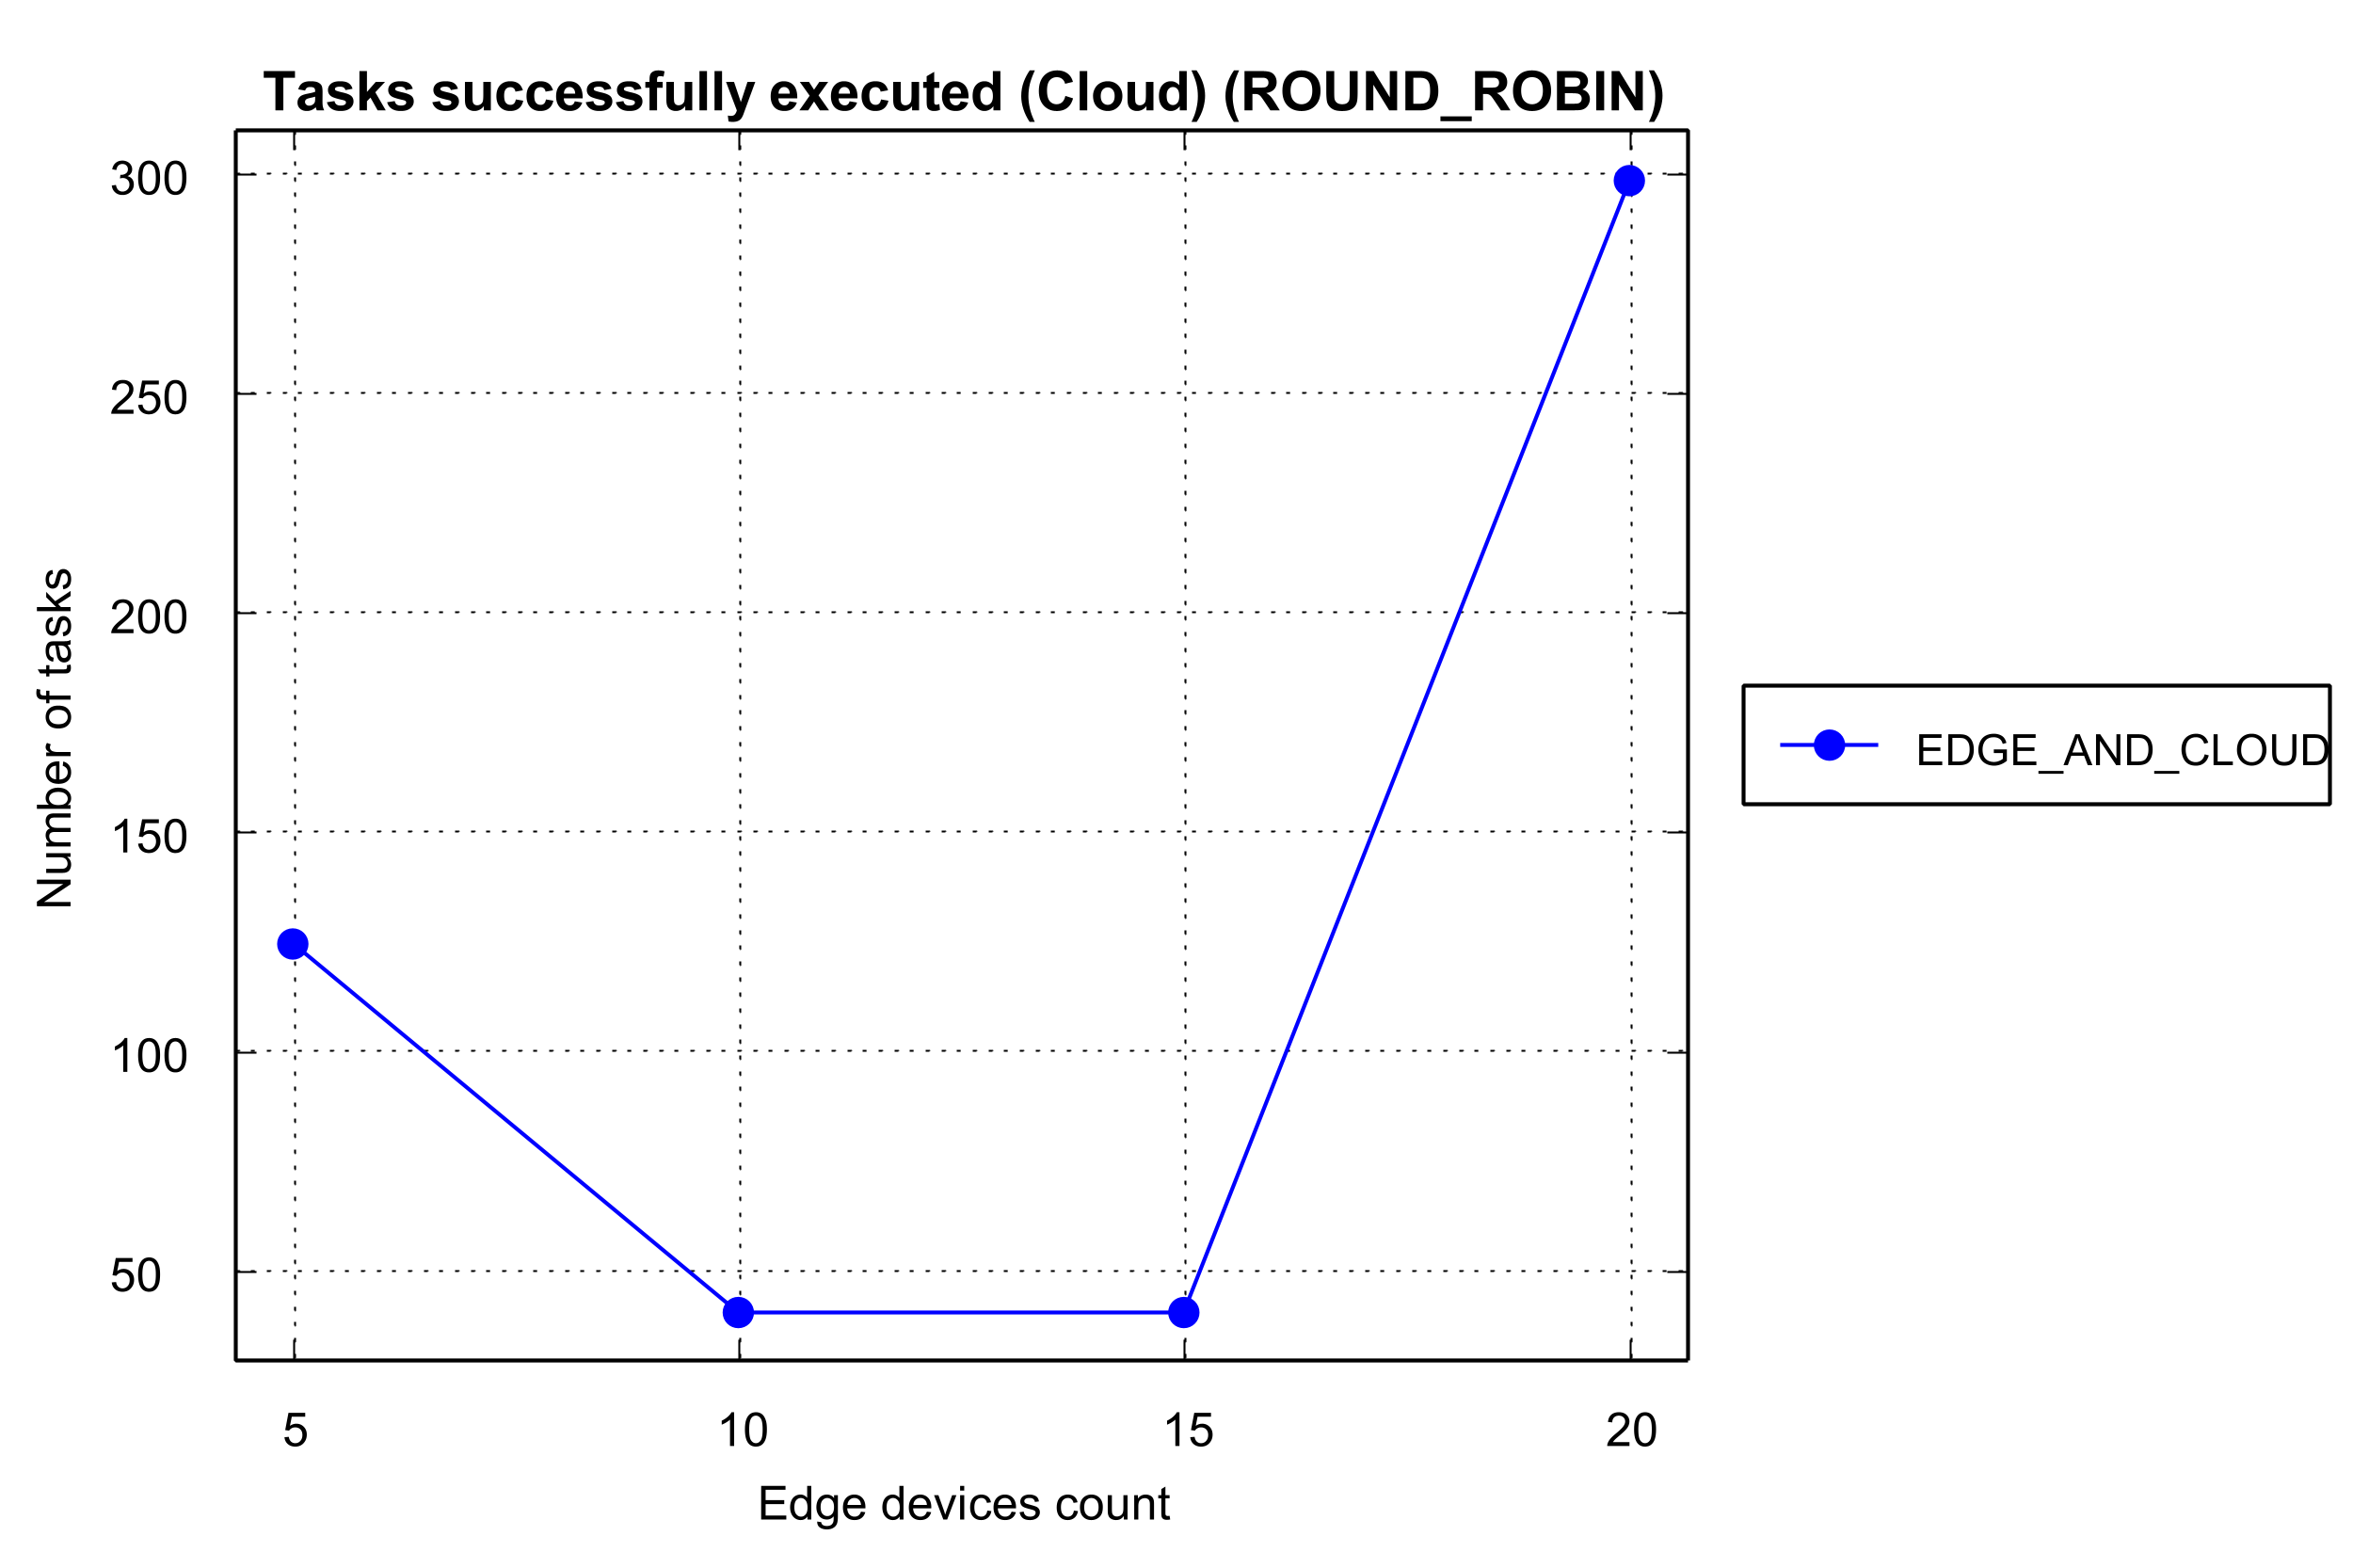 Tasks successfully executed (Cloud) (ROUND_ROBIN)
300
250
200
150
100
50
Number of tasks
5 10 15 20
Edge devices count
EDGE_AND_CLOUD